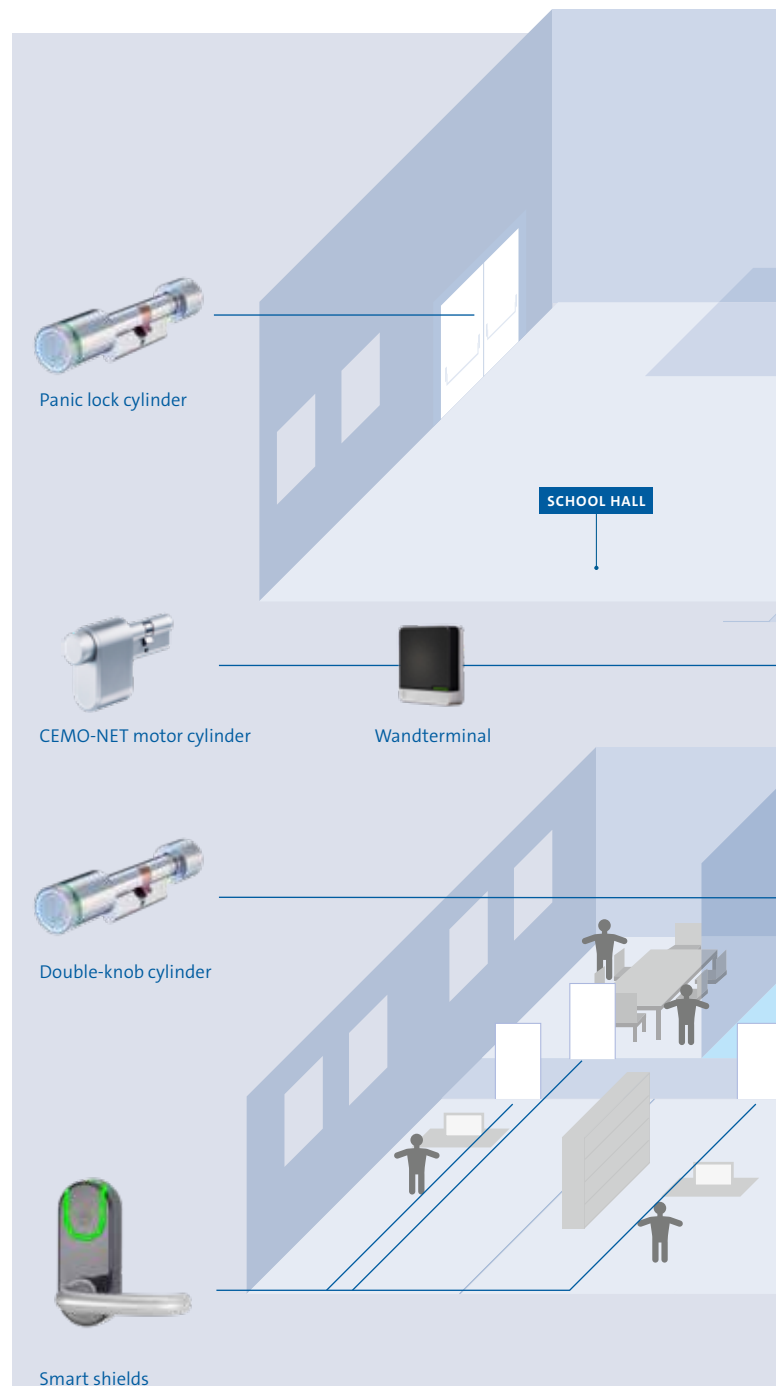 Panic lock cylinder
SCHOOL HALL
CEMO-NET motor cylinder
Wandterminal
Double-knob cylinder
Smart shields